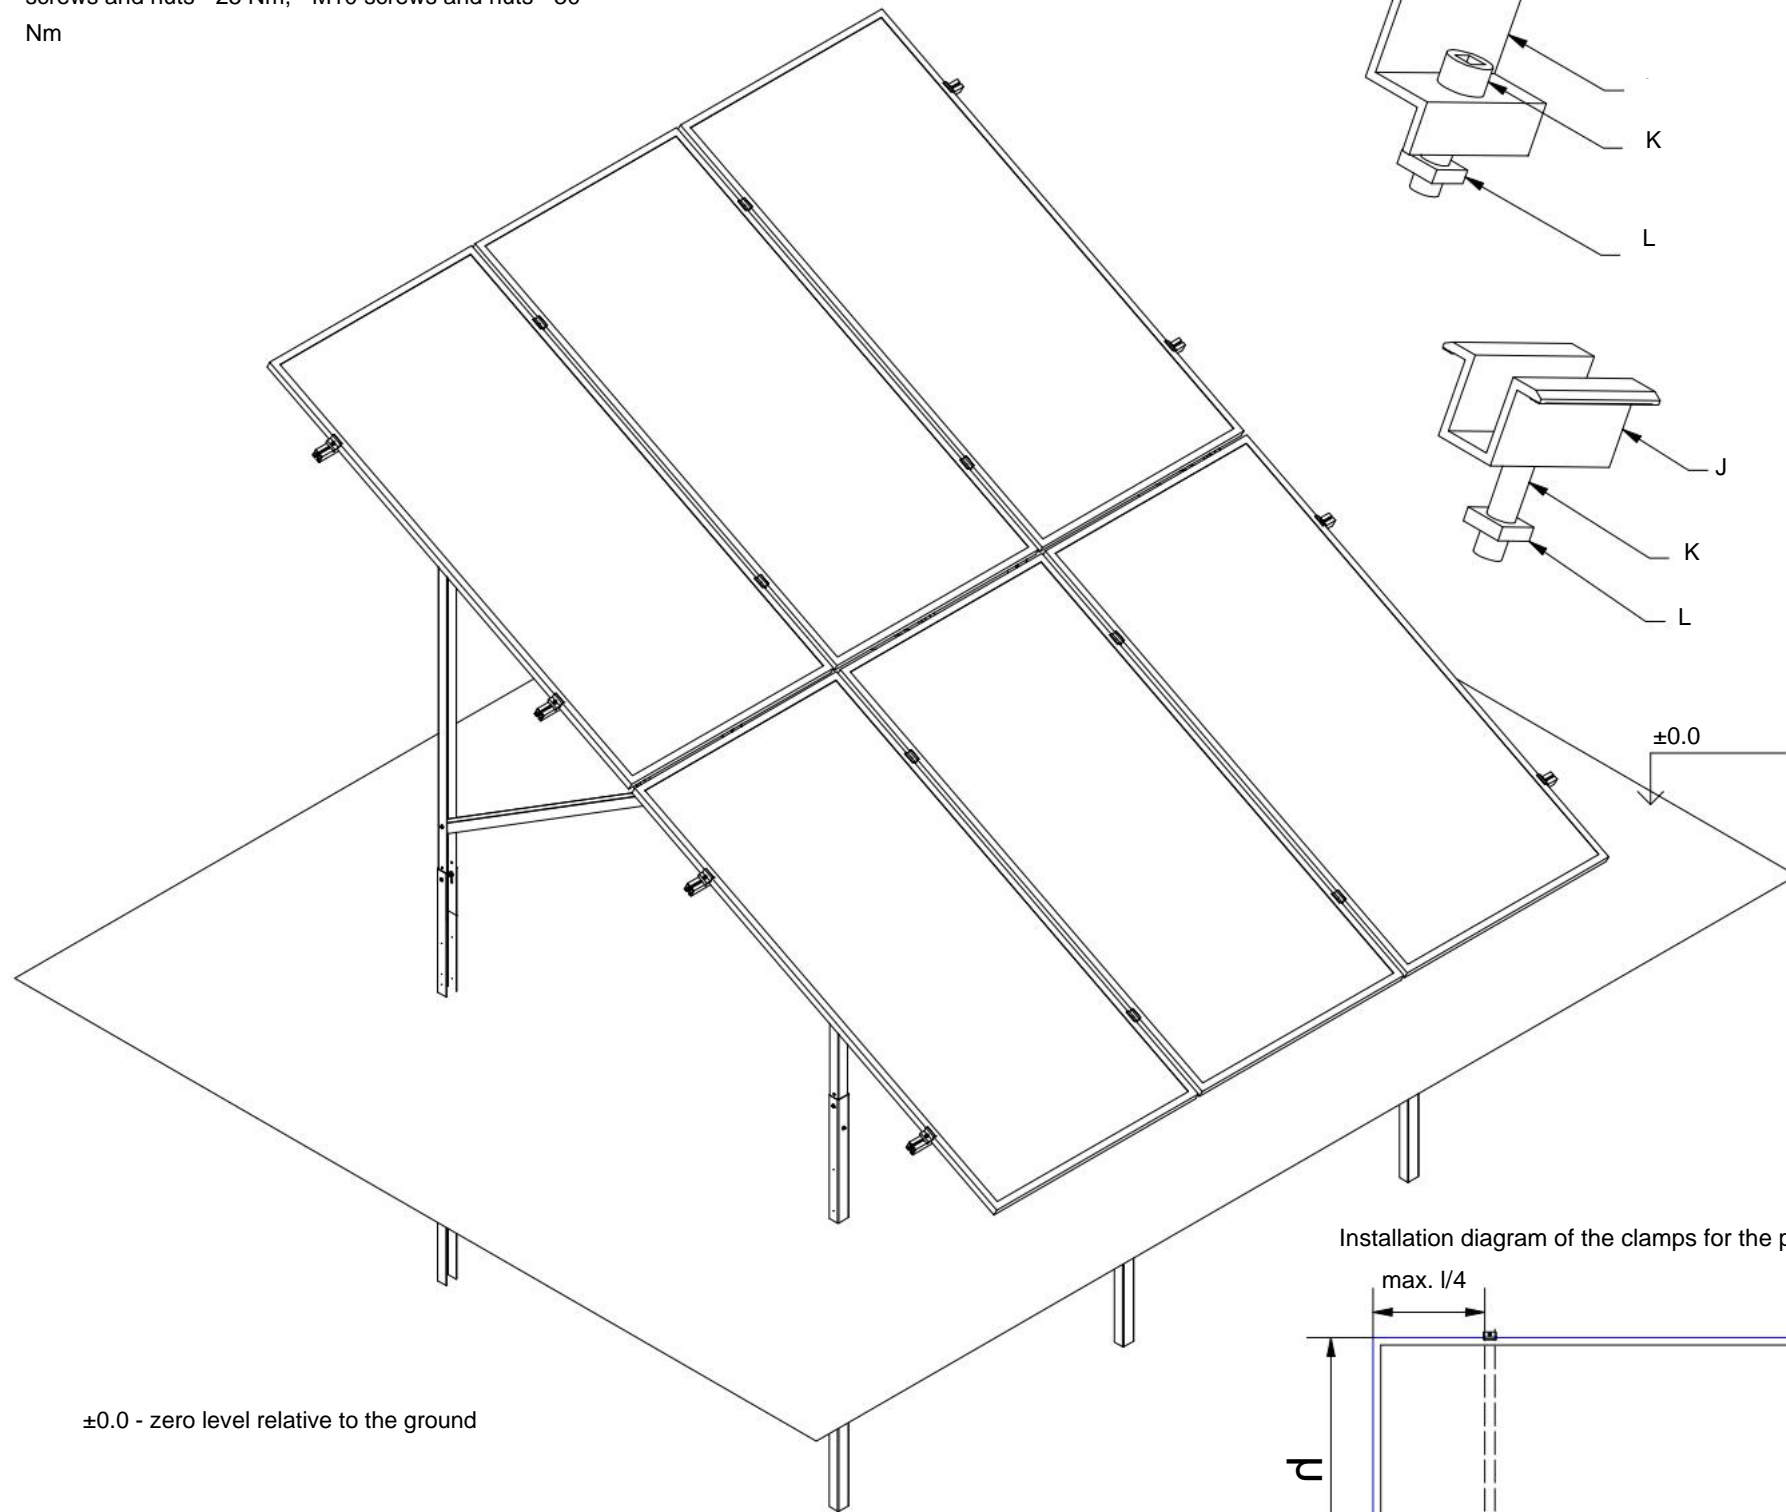 Nm
K
L
J
K
L
±0.0
Installation diagram of the clamps for the p
max. l/4
±0.0 - zero level relative to the ground
h